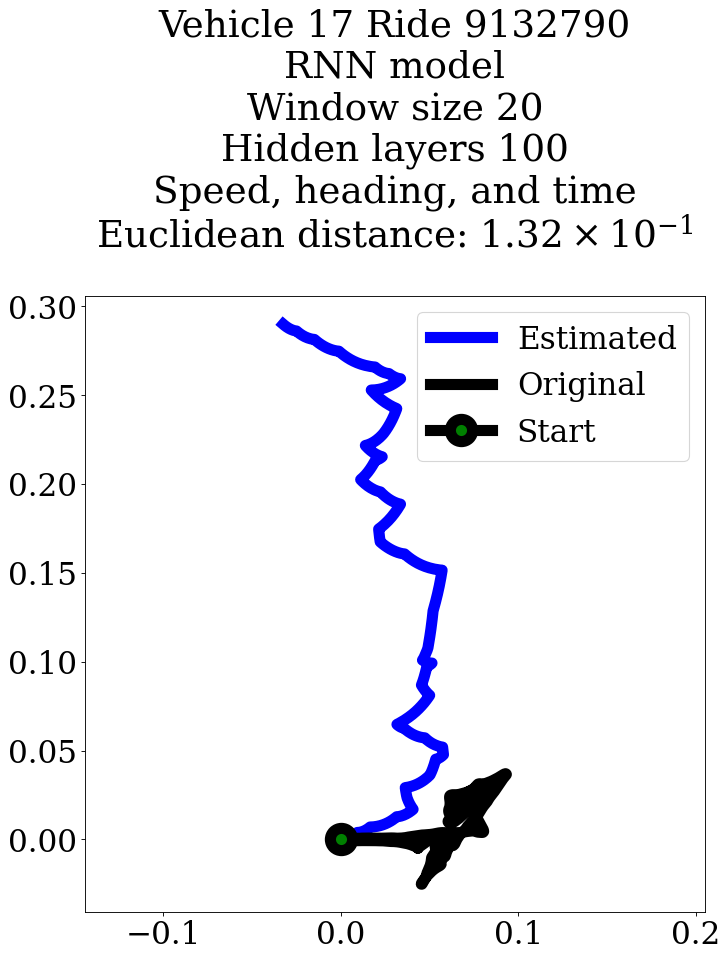 Vehicle 17 Ride 9132790
RNN model
Window size 20
Hidden layers 100
Speed, heading, and time
Euclidean distance: 1.32 × 10⁻¹
0.30
Estimated
0.25
Original
Start
0.20
0.15
0.10
0.05
0.00
−0.1 0.0 0.1 0.2